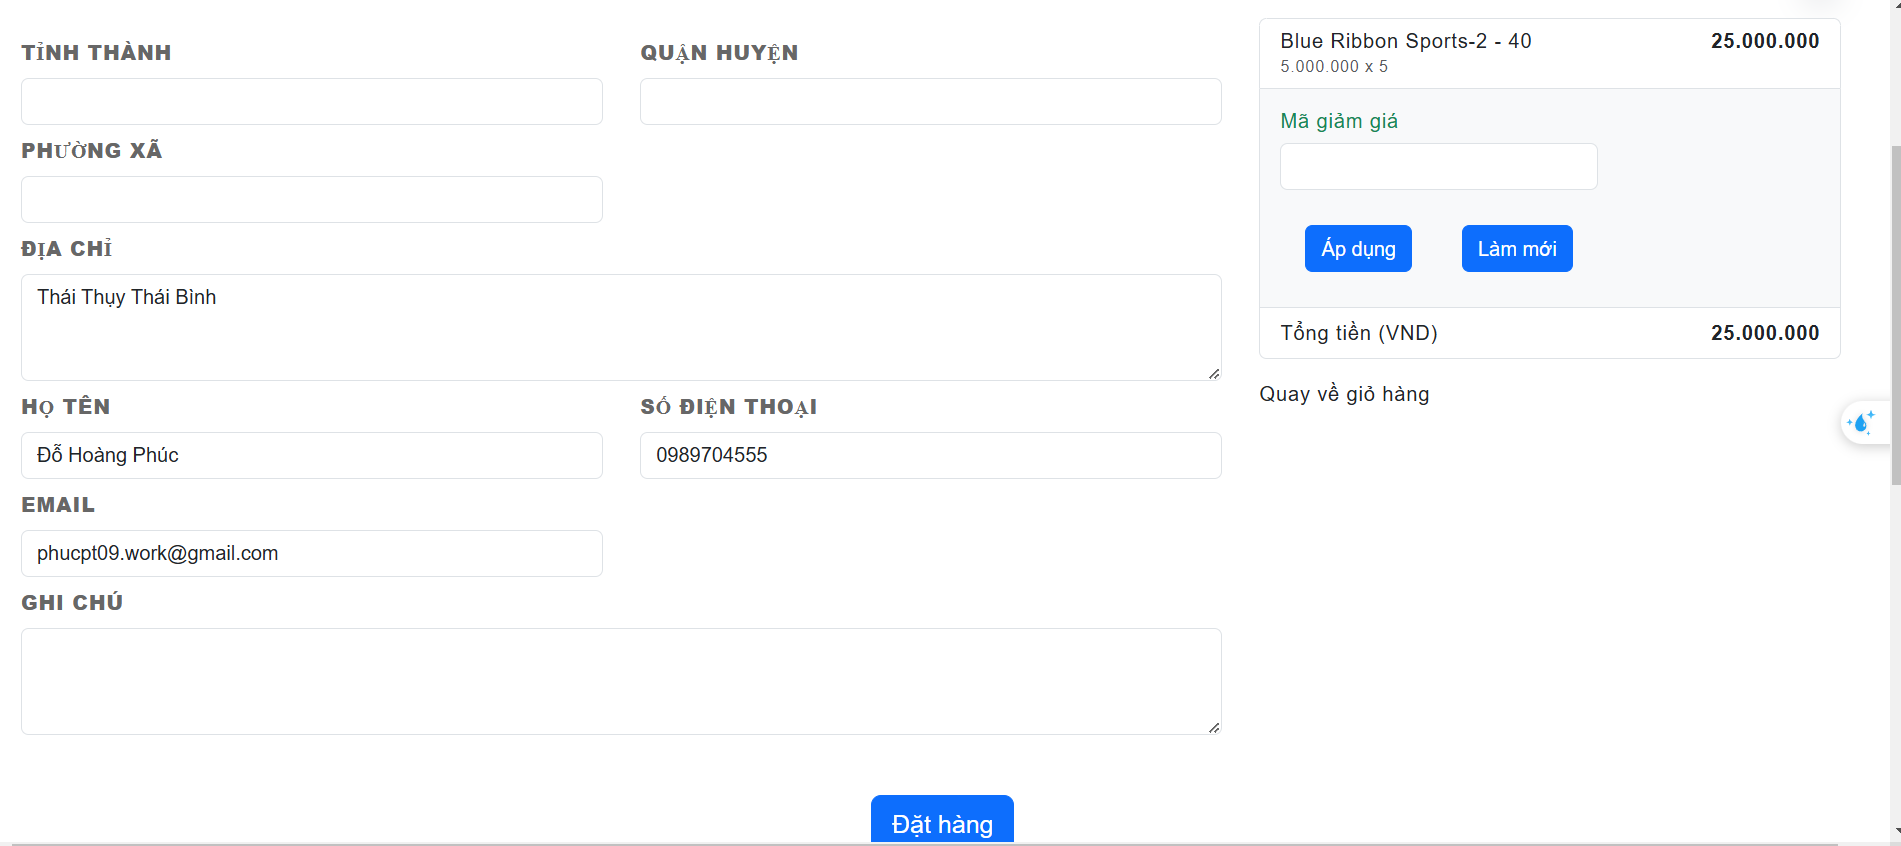 TỈNH THÀNH
QUẬN HUYỆN
PHƯỜNG XÃ
ĐỊA CHỈ
Thái Thụy Thái Bình
HỌ TÊN
SỐ ĐIỆN THOẠI
Đỗ Hoàng Phúc
0989704555
EMAIL
phucpt09.work@gmail.com
GHI CHÚ
Đặt hàng
Blue Ribbon Sports-2 - 40
25.000.000
5.000.000 x 5
Mã giảm giá
Áp dụng
Làm mới
Tổng tiền (VND)
25.000.000
Quay về giỏ hàng